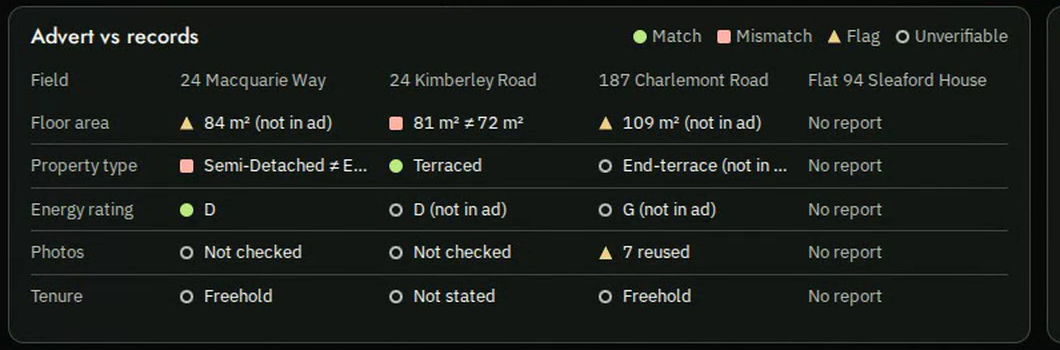 Advert vs records
Match Mismatch Flag Unverifiable
Field 24 Macquarie Way 24 Kimberley Road 187 Charlemont Road Flat 94 Sleaford House
Floor area 84 m² (not in ad) 81 m² ≠ 72 m² 109 m² (not in ad) No report
Property type Semi-Detached ≠ E... Terraced End-terrace (not in ... No report
Energy rating D D (not in ad) G (not in ad) No report
Photos Not checked Not checked 7 reused No report
Tenure Freehold Not stated Freehold No report